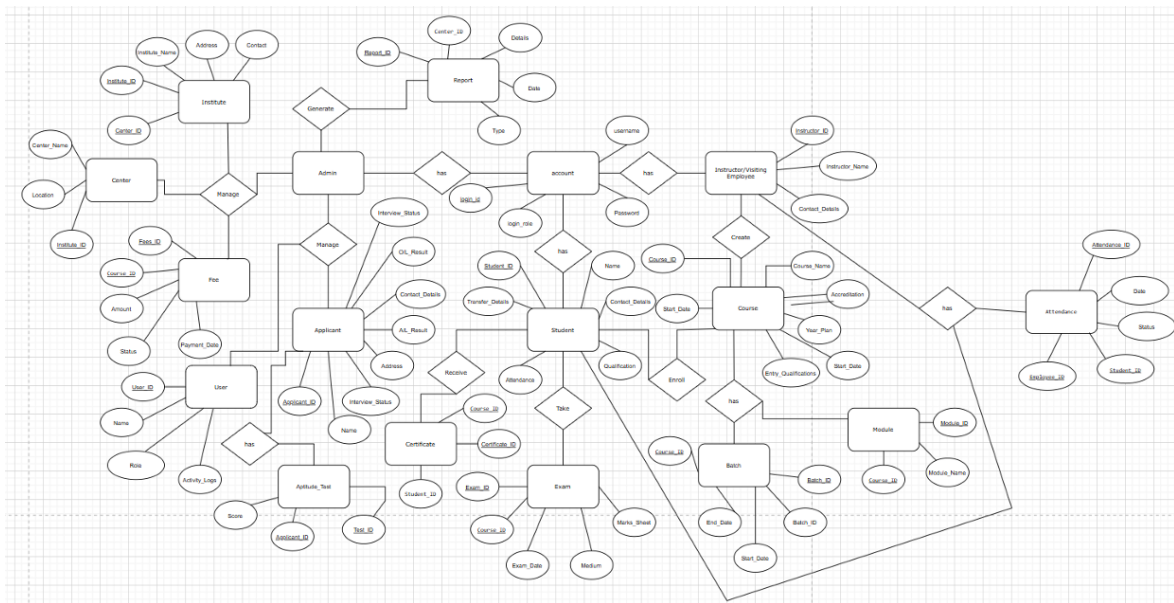 Institute_Name
Address
Contact
Institute_ID
Institute
Center_ID
Report_ID
Center_ID
Details
Report
Date
Type
Generate
Center_Name
Center
Location
Institute_ID
Manage
Admin
has
account
username
login_id
login_role
Password
has
Instructor/Visiting
Employee
Instructor_ID
Instructor_Name
Contact_Details
Create
Fees_ID
Course_ID
Fee
Amount
Status
Payment_Date
Manage
Interview_Status
O/L_Result
Contact_Details
Applicant
A/L_Result
Address
Interview_Status
Name
Applicant_ID
has
Student_ID
Name
Transfer_Details
Contact_Details
Student
Attendance
Qualification
Course_ID
Course_Name
Start_Date
Course
Accreditation
Year_Plan
Start_Date
Entry_Qualifications
has
Attendance_ID
Date
Attendance
Status
Employee_ID
Student_ID
User_ID
User
Name
Role
Activity_Logs
has
Aptitude_Test
Score
Applicant_ID
Test_ID
Receive
Course_ID
Certificate
Certificate_ID
Student_ID
Take
Enroll
Exam_ID
Exam
Course_ID
Marks_Sheet
Exam_Date
Medium
has
Course_ID
Batch
Batch_ID
End_Date
Batch_ID
Start_Date
Module
Module_ID
Module_Name
Course_ID